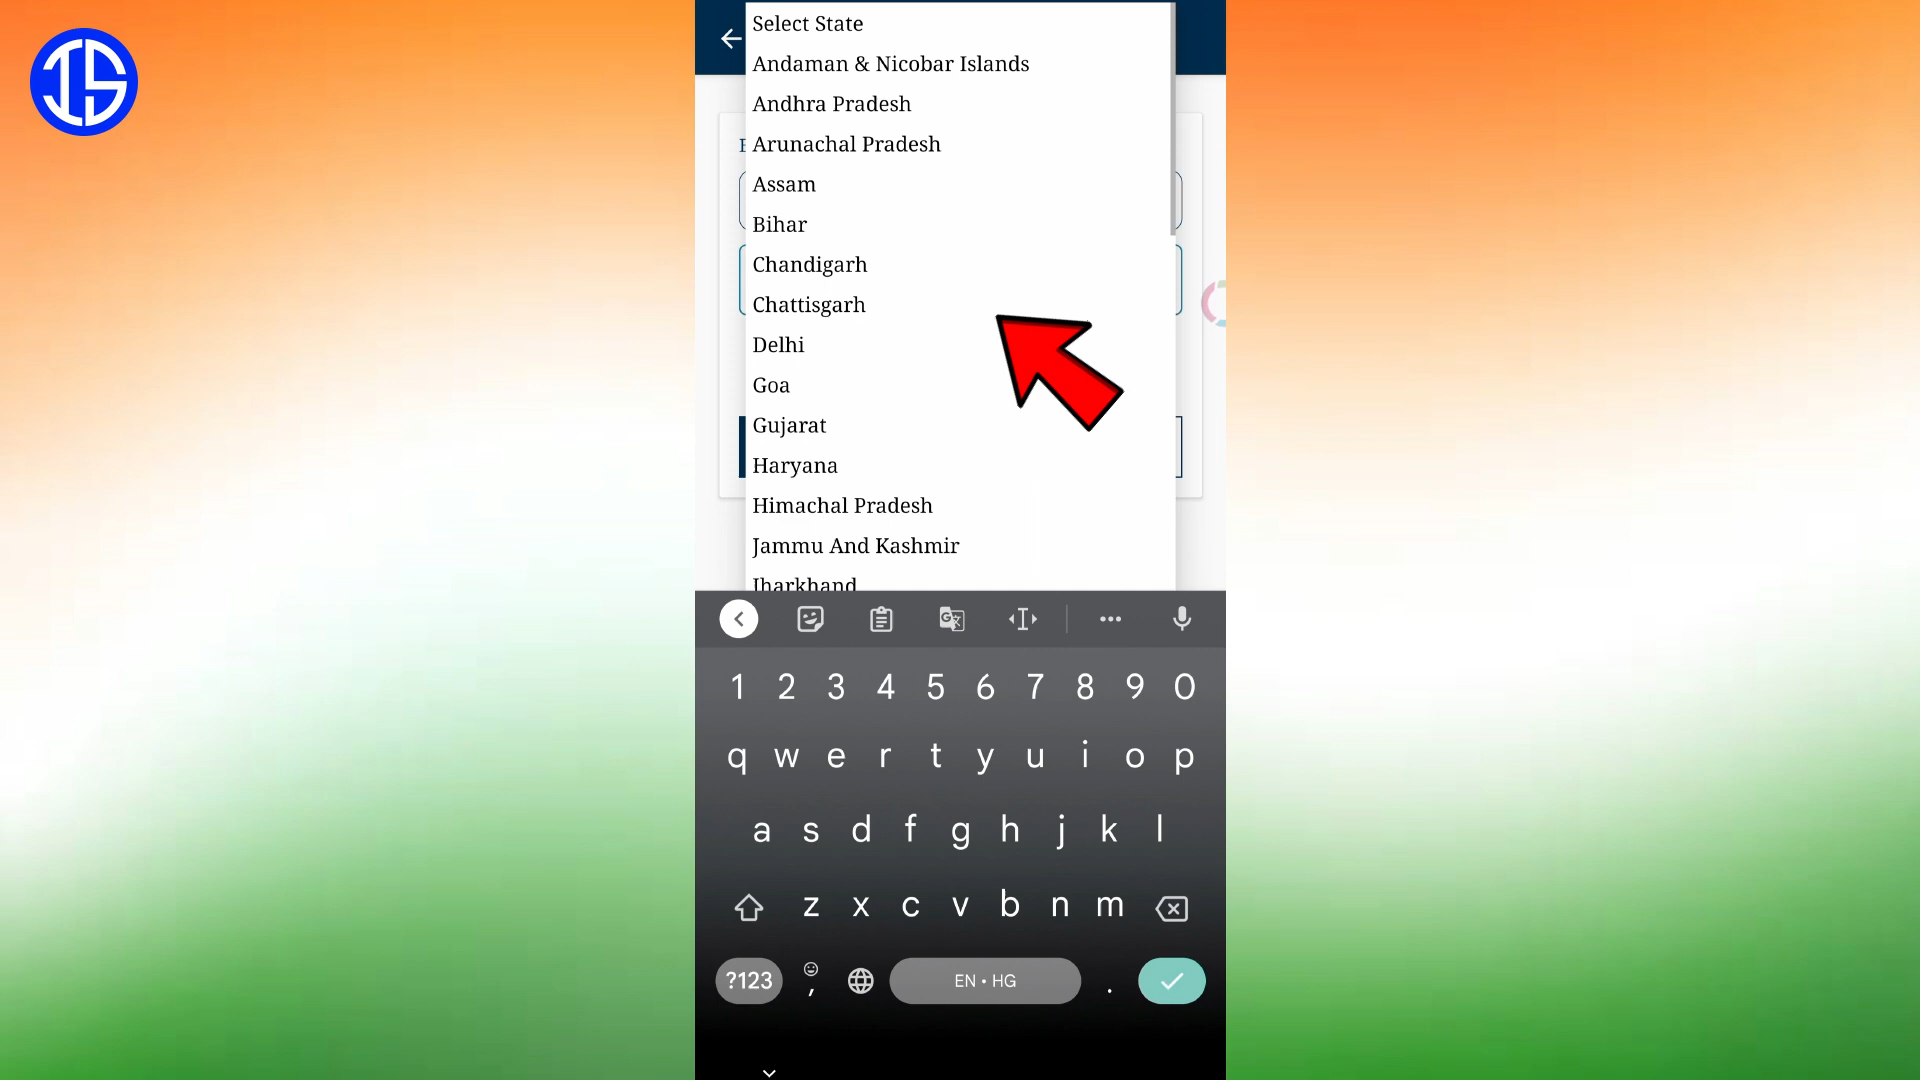 JS
Select State
Andaman & Nicobar Islands
Andhra Pradesh
Arunachal Pradesh
Assam
Bihar
Chandigarh
Chattisgarh
Delhi
Goa
Gujarat
Haryana
Himachal Pradesh
Jammu And Kashmir
Jharkhand
1 2 3 4 5 6 7 8 9 0
q w e r t y u i o p
a s d f g h j k l
z x c v b n m
?123 , EN • HG .